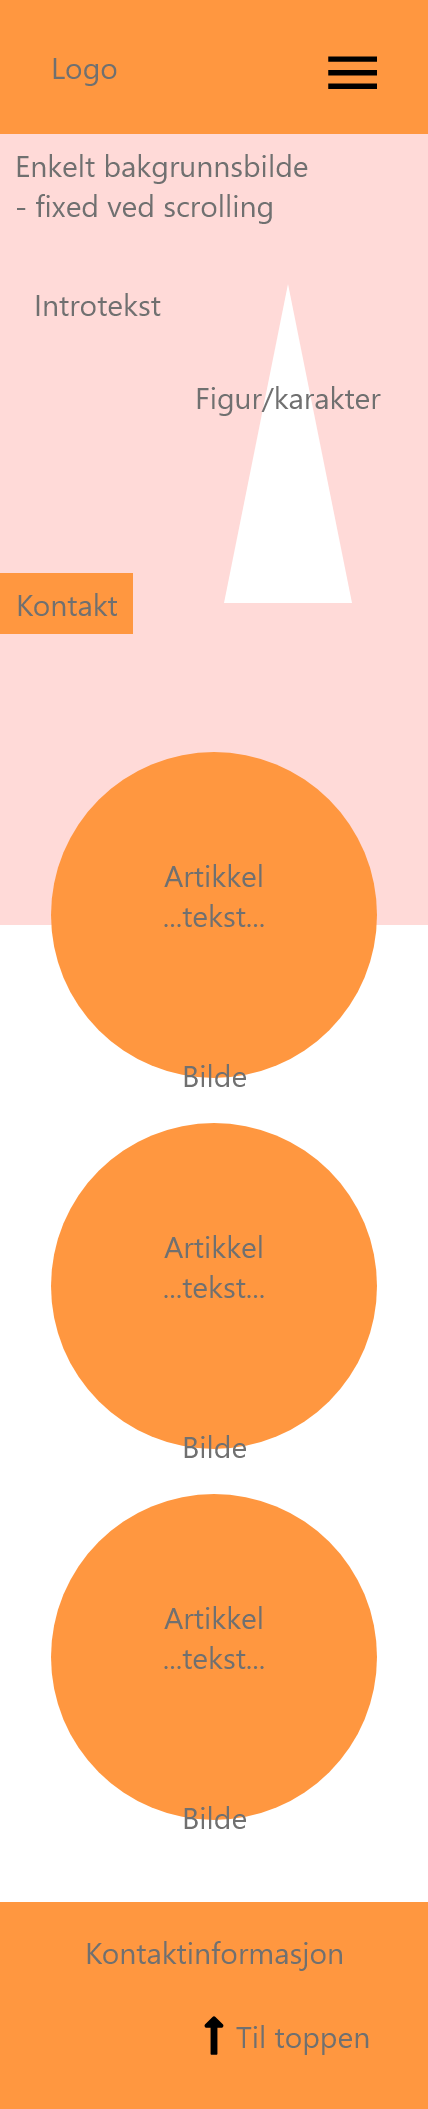 Logo
Enkelt bakgrunnsbilde
- fixed ved scrolling
Introtekst
Figur/karakter
Kontakt
Artikkel
...tekst...
Bilde
Artikkel
...tekst...
Bilde
Artikkel
...tekst...
Bilde
Kontaktinformasjon
Til toppen